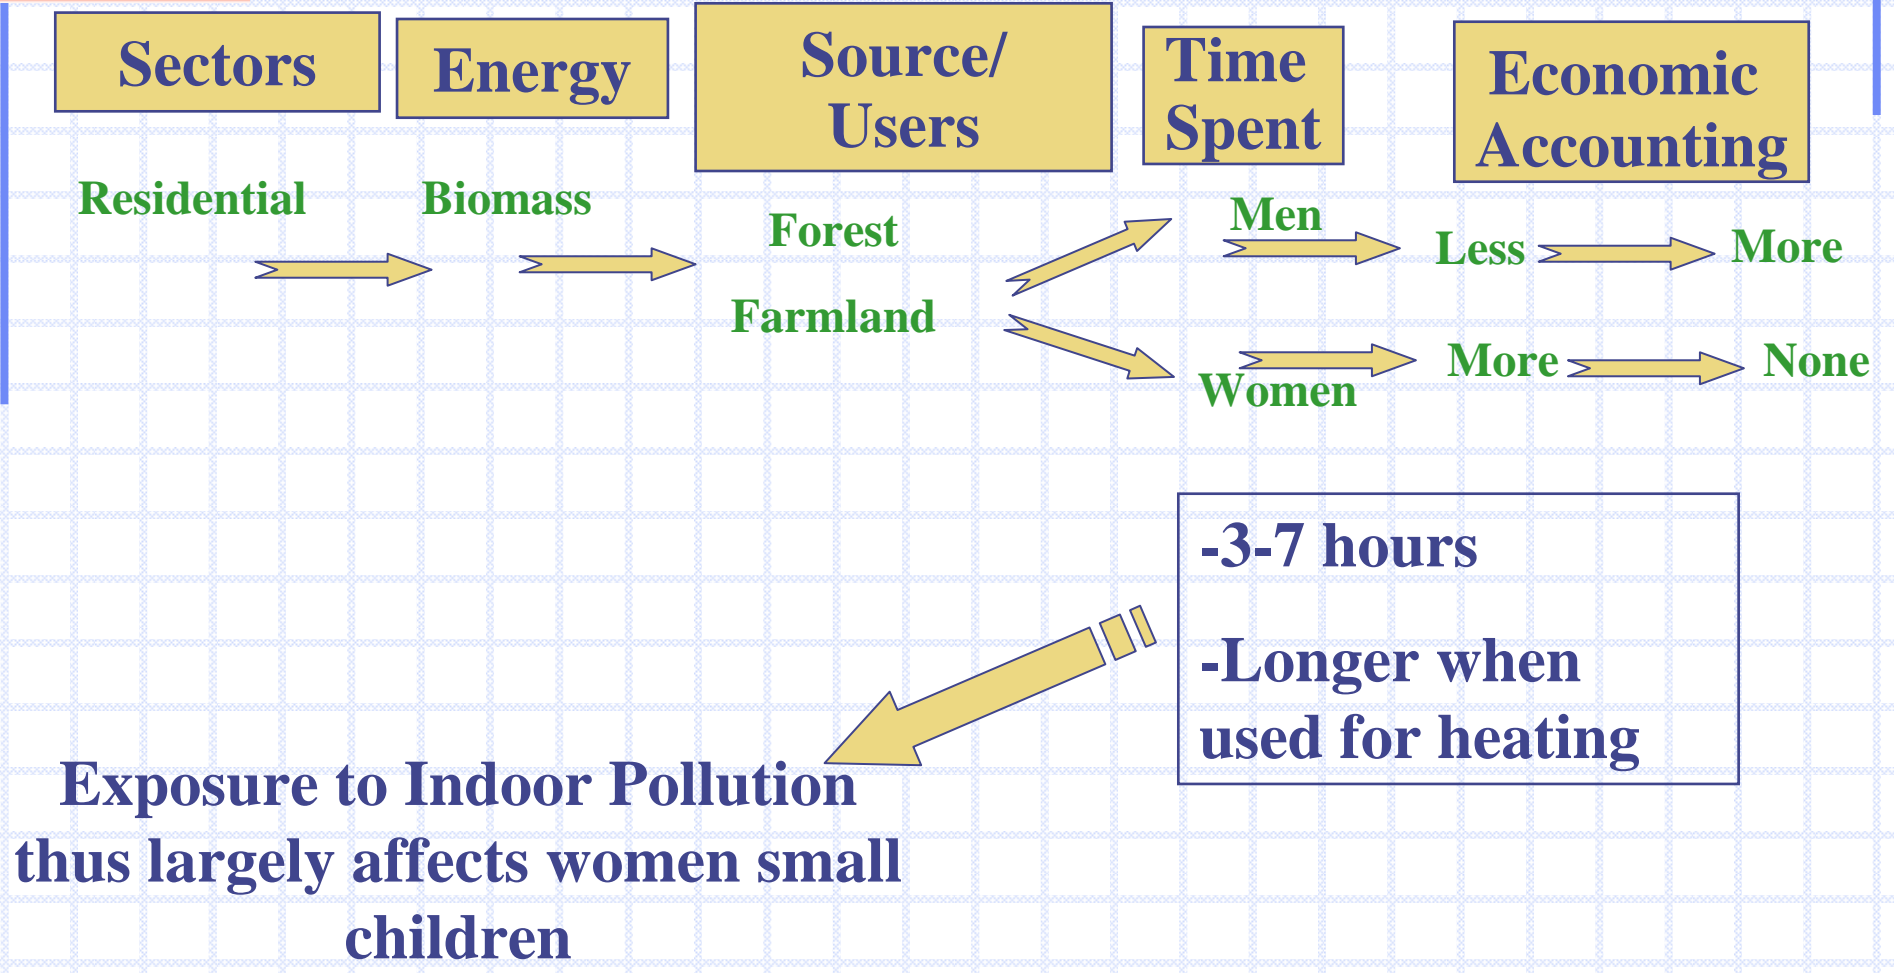 Sectors
Energy
Source/
Users
Time
Spent
Economic
Accounting
Residential
Biomass
Forest
Farmland
Men
Less
More
Women
More
None
-3-7 hours
-Longer when
used for heating
Exposure to Indoor Pollution
thus largely affects women small
children